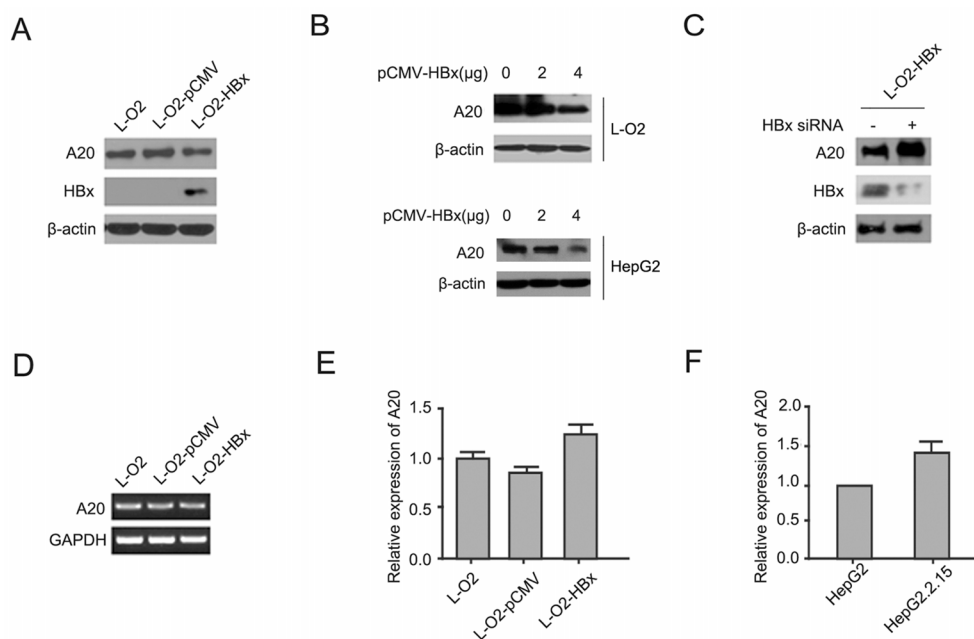 A
L-O2
L-O2-pCMV
L-O2-HBx
A20
HBx
β-actin
B
pCMV-HBx(μg) 0 2 4
A20
β-actin
L-O2
pCMV-HBx(μg) 0 2 4
A20
β-actin
HepG2
C
L-O2-HBx
HBx siRNA - +
A20
HBx
β-actin
D
L-O2
L-O2-pCMV
L-O2-HBx
A20
GAPDH
E
Relative expression of A20
1.5
1.0
0.5
0.0
L-O2
L-O2-pCMV
L-O2-HBx
F
Relative expression of A20
2.0
1.5
1.0
0.5
0.0
HepG2
HepG2.2.15